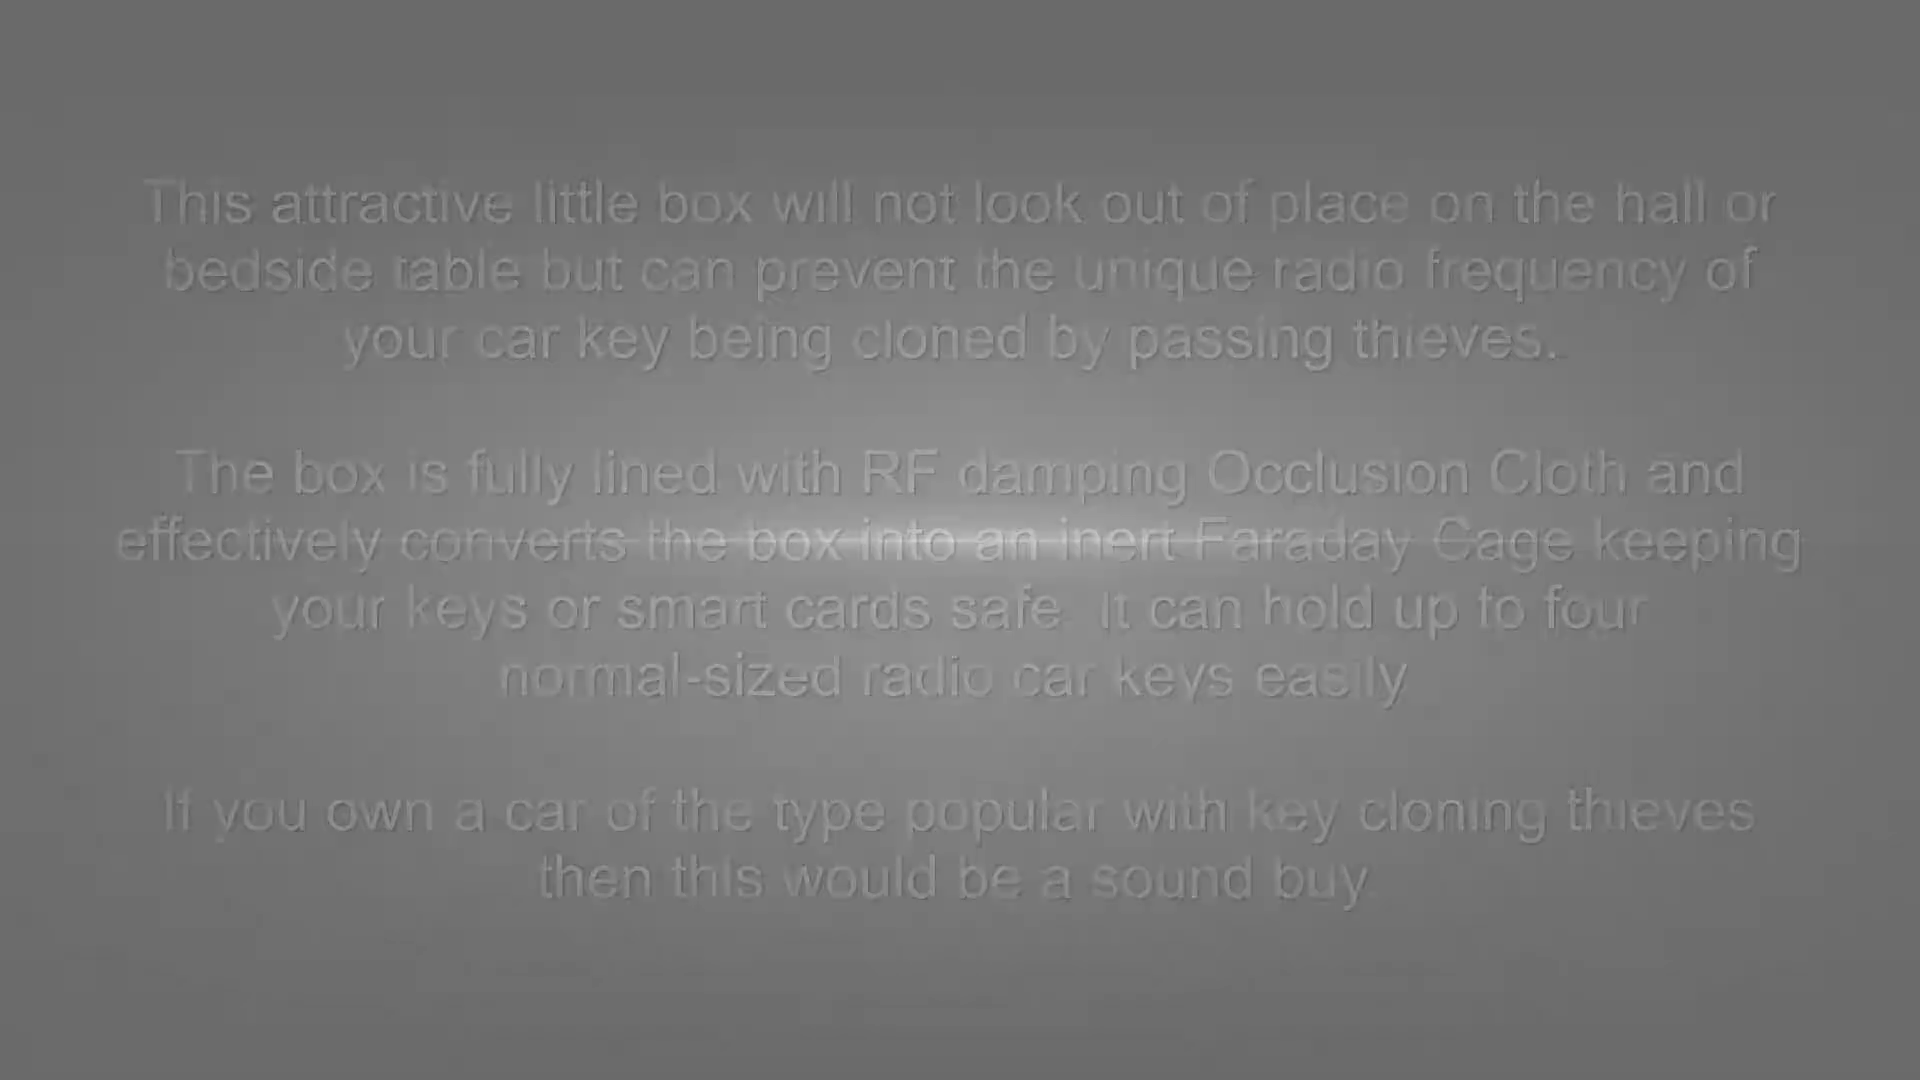 This attractive little box will not look out of place on the hall or
bedside table but can prevent the unique radio frequency of
your car key being cloned by passing thieves.
The box is fully lined with RF damping Occlusion Cloth and
effectively converts the box into an inert Faraday Cage keeping
your keys or smart cards safe. It can hold up to four
normal-sized radio car keys easily
If you own a car of the type popular with key cloning thieves
then this would be a sound buy.